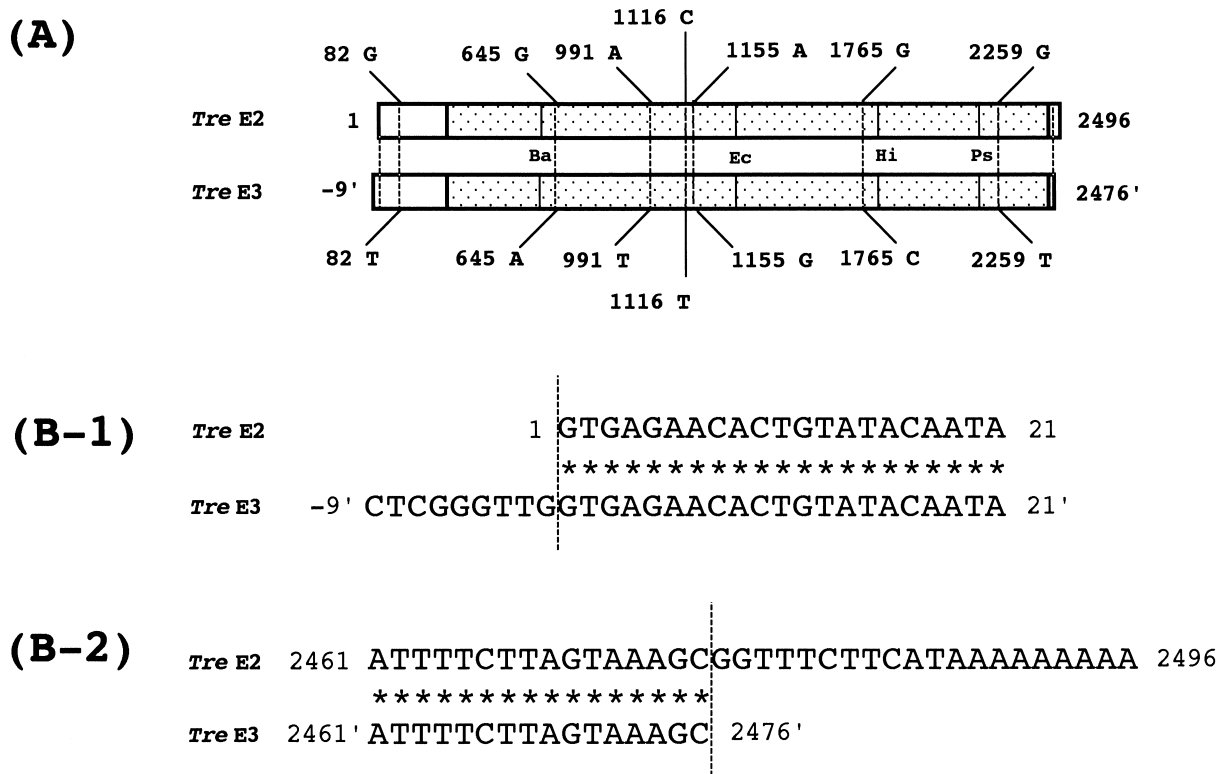 (A)
1116 C
82 G 645 G 991 A 1155 A 1765 G 2259 G
Tre E2 1 2496
Ba Ec Hi Ps
Tre E3 -9' 2476'
82 T 645 A 991 T 1155 G 1765 C 2259 T
1116 T
(B-1)
Tre E2 1 GTGAGAACACTGTATACAATA 21
*********************
Tre E3 -9' CTCGGGTTGGTGAGAACACTGTATACAATA 21'
(B-2)
Tre E2 2461 ATTTTCTTAGTAAAGCGGTTTCTTCATAAAAAAAAA 2496
****************
Tre E3 2461' ATTTTCTTAGTAAAGC 2476'